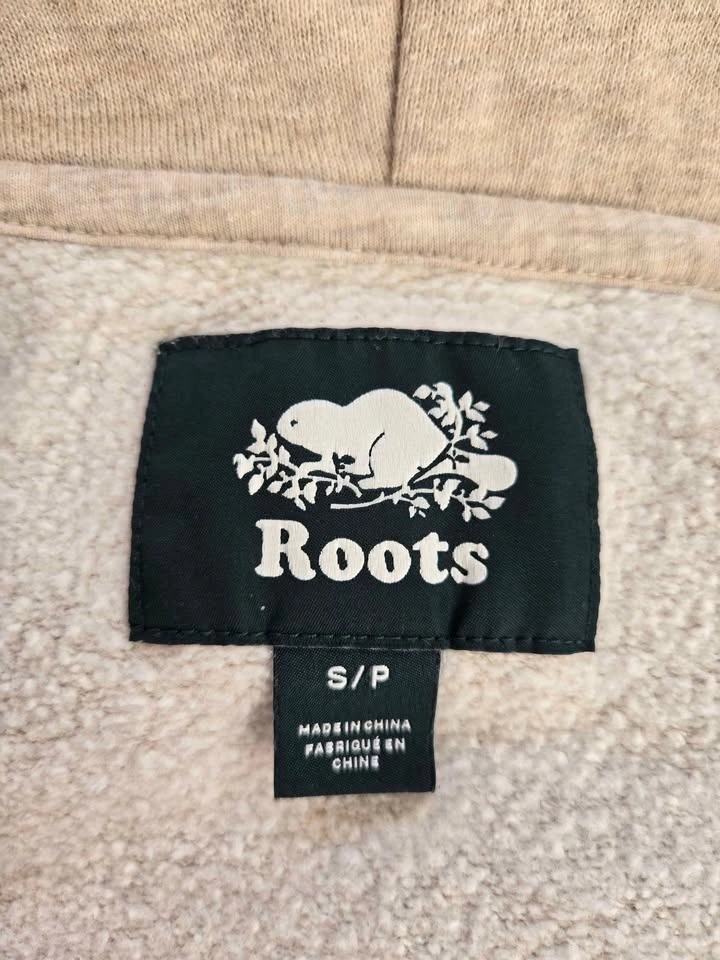 Roots
S/P
MADE IN CHINA
FABRIQUÉ EN
CHINE